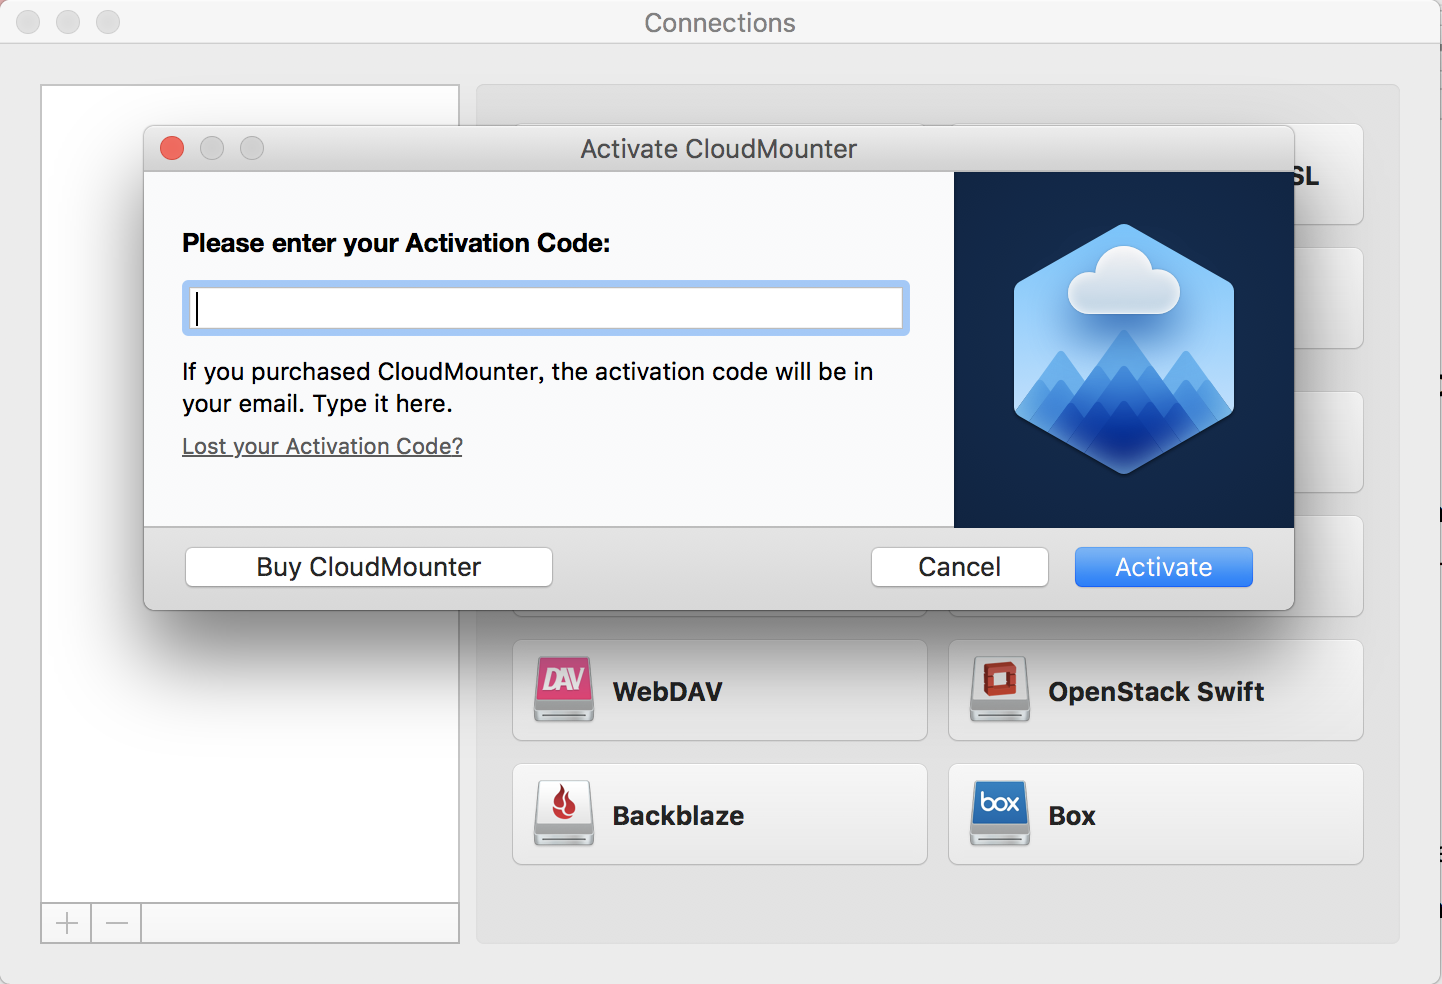 Connections
Activate CloudMounter
SL
Please enter your Activation Code:
If you purchased CloudMounter, the activation code will be in
your email. Type it here.
Lost your Activation Code?
Buy CloudMounter
Cancel
Activate
DAV
WebDAV
OpenStack Swift
Backblaze
box
Box